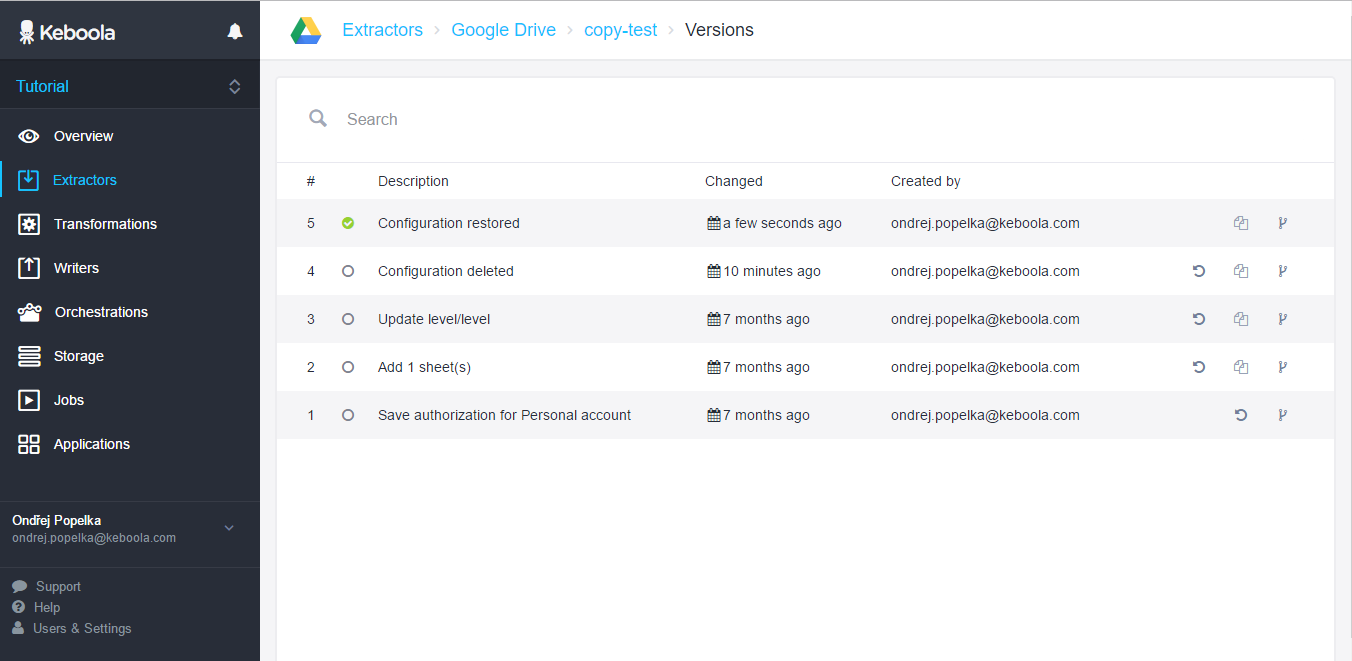 Keboola
Extractors › Google Drive › copy-test › Versions
Tutorial
Overview
Extractors
Transformations
Writers
Orchestrations
Storage
Jobs
Applications
Ondřej Popelka
ondrej.popelka@keboola.com
Support
Help
Users & Settings
Search
# Description Changed Created by
5 Configuration restored a few seconds ago ondrej.popelka@keboola.com
4 Configuration deleted 10 minutes ago ondrej.popelka@keboola.com
3 Update level/level 7 months ago ondrej.popelka@keboola.com
2 Add 1 sheet(s) 7 months ago ondrej.popelka@keboola.com
1 Save authorization for Personal account 7 months ago ondrej.popelka@keboola.com